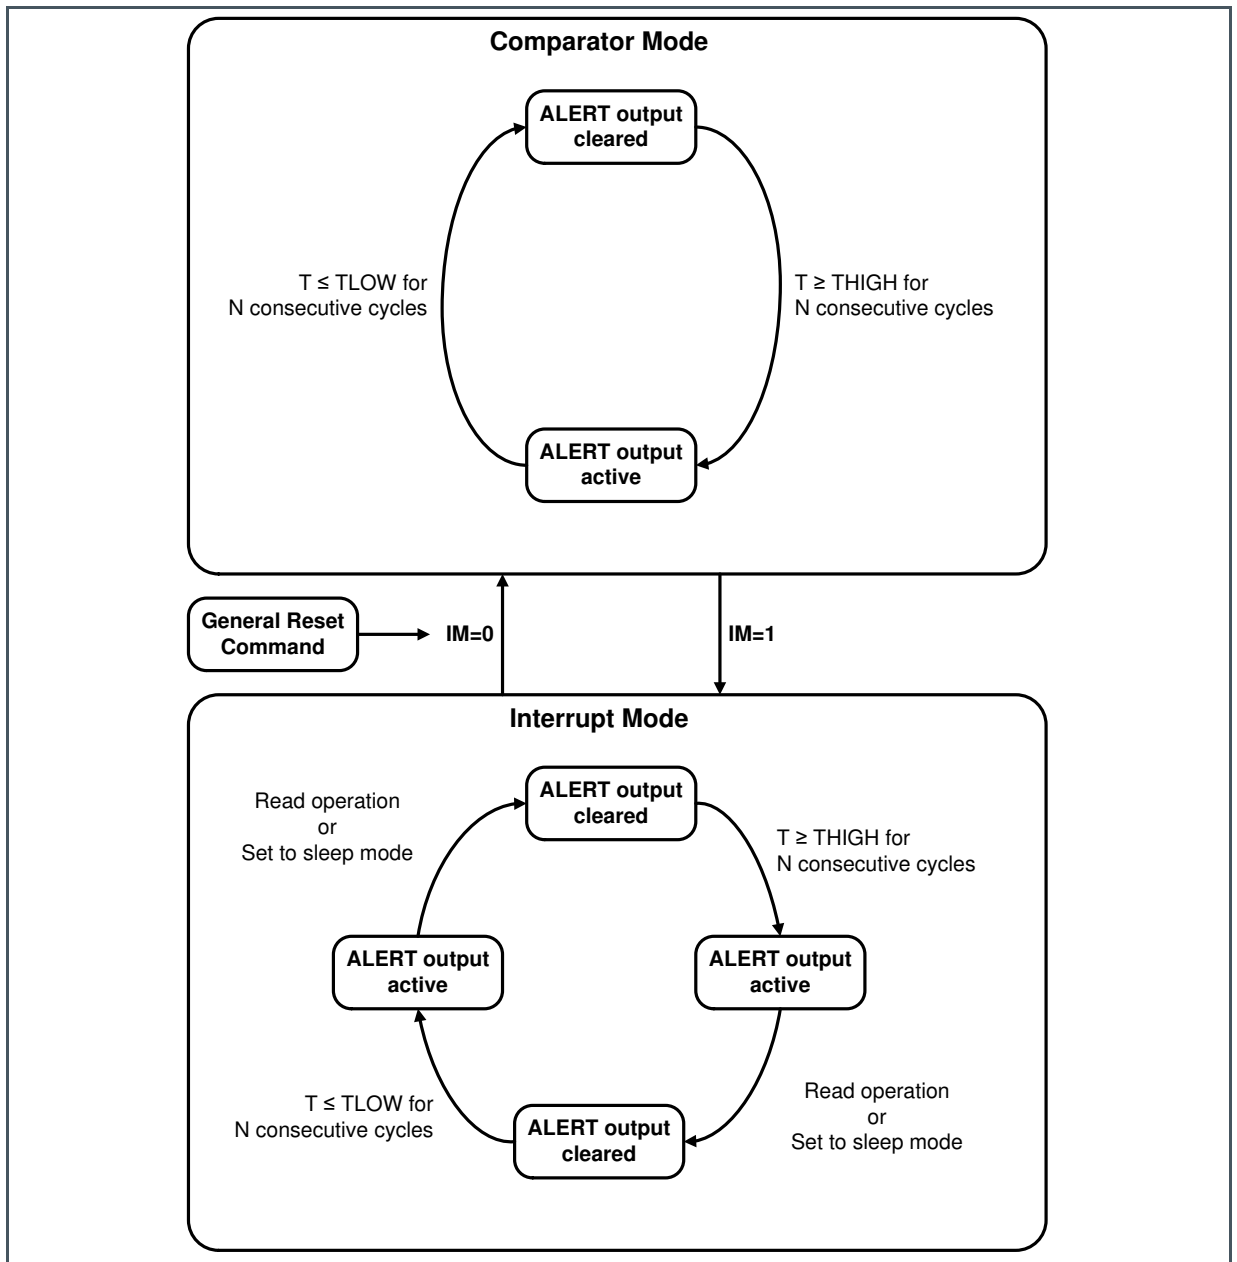 Comparator Mode
ALERT output
cleared
T ≤ TLOW for
N consecutive cycles
T ≥ THIGH for
N consecutive cycles
ALERT output
active
General Reset
Command
IM=0
IM=1
Interrupt Mode
ALERT output
cleared
Read operation
or
Set to sleep mode
T ≥ THIGH for
N consecutive cycles
ALERT output
active
ALERT output
active
T ≤ TLOW for
N consecutive cycles
Read operation
or
Set to sleep mode
ALERT output
cleared